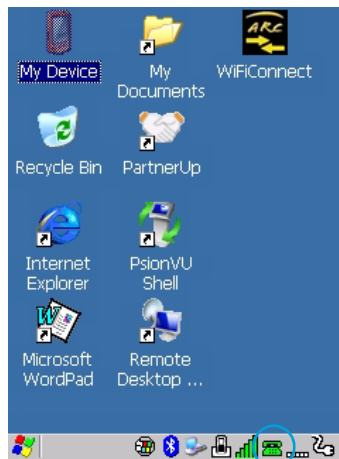 ARC
My Device
My
Documents
WiFiConnect
Recycle Bin
PartnerUp
Internet
Explorer
PsionVU
Shell
W
Microsoft
WordPad
Remote
Desktop ...